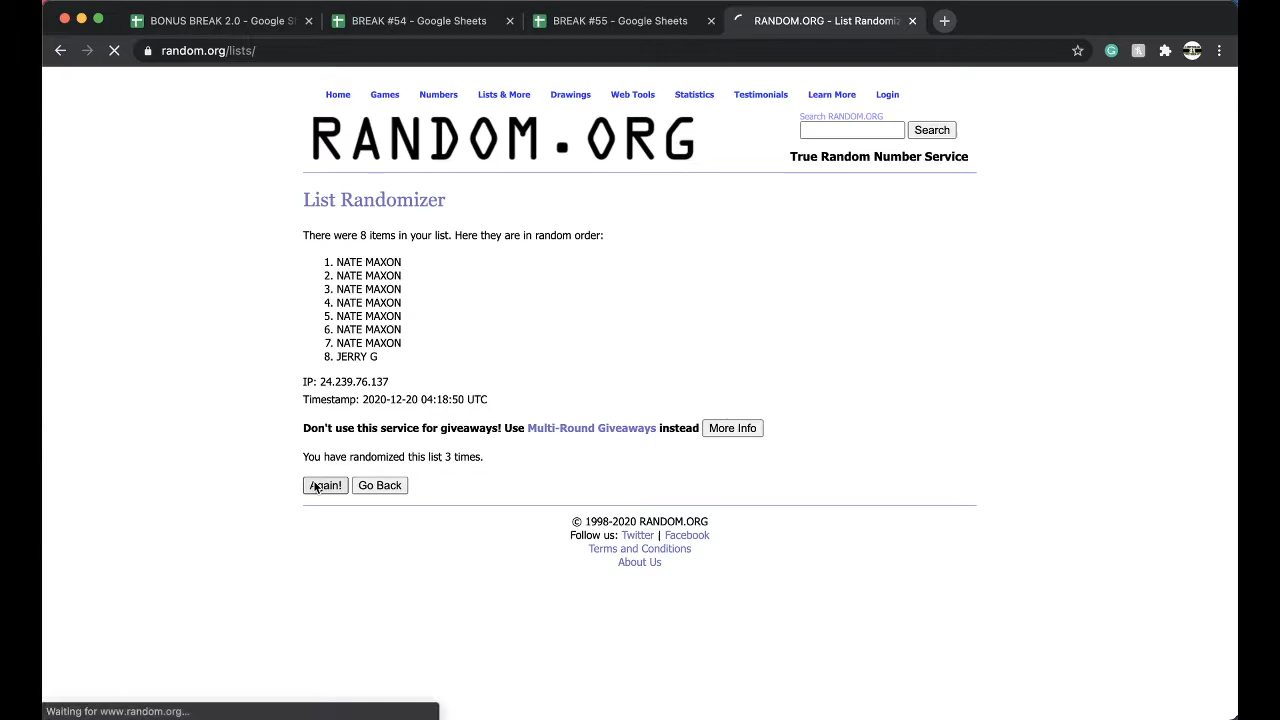 BONUS BREAK 2.0 - Google S
BREAK #54 - Google Sheets
BREAK #55 - Google Sheets
RANDOM.ORG - List Randomiz
random.org/lists/
Home Games Numbers Lists & More Drawings Web Tools Statistics Testimonials Learn More Login
RANDOM.ORG
Search RANDOM.ORG
Search
True Random Number Service
List Randomizer
There were 8 items in your list. Here they are in random order:
1. NATE MAXON
2. NATE MAXON
3. NATE MAXON
4. NATE MAXON
5. NATE MAXON
6. NATE MAXON
7. NATE MAXON
8. JERRY G
IP: 24.239.76.137
Timestamp: 2020-12-20 04:18:50 UTC
Don't use this service for giveaways! Use Multi-Round Giveaways instead More Info
You have randomized this list 3 times.
Again! Go Back
© 1998-2020 RANDOM.ORG
Follow us: Twitter | Facebook
Terms and Conditions
About Us
Waiting for www.random.org...